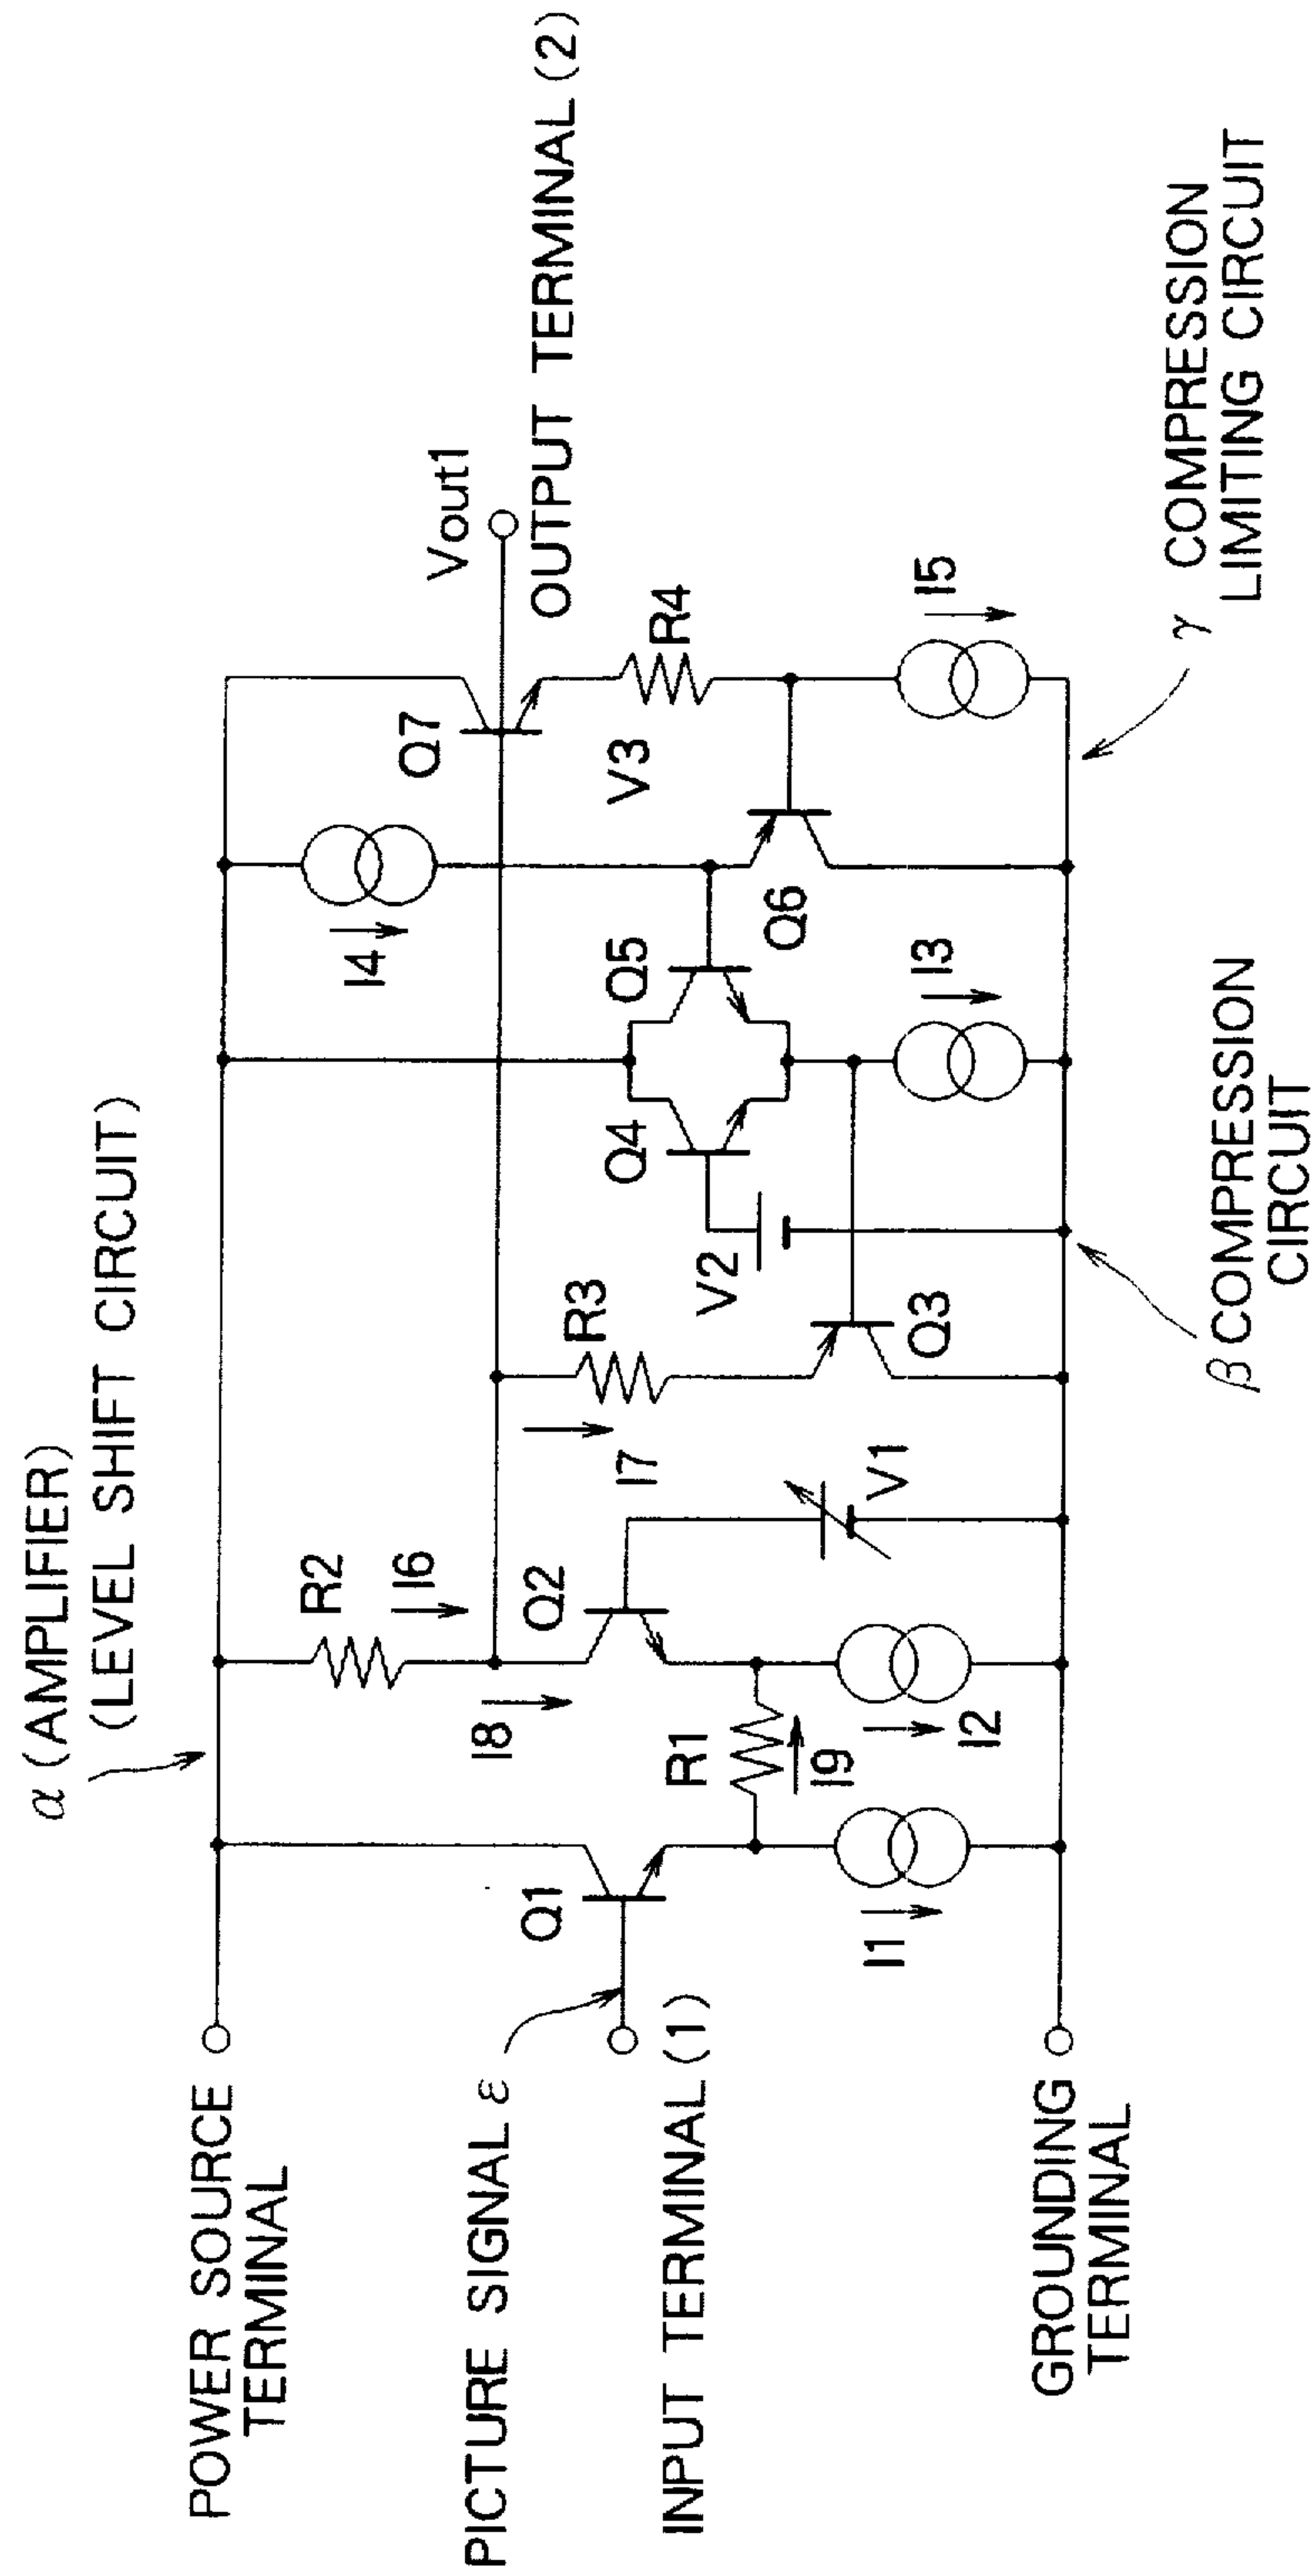 α (AMPLIFIER)
(LEVEL SHIFT CIRCUIT)
POWER SOURCE
TERMINAL
PICTURE SIGNAL ε
INPUT TERMINAL (1)
GROUNDING
TERMINAL
Q1
I1
R1
I9
R2
I6
I8
Q2
I2
V1
R3
I7
Q3
V2
Q4
Q5
I3
I4
Q6
V3
Q7
R4
I5
Vout1
OUTPUT TERMINAL (2)
β COMPRESSION
CIRCUIT
γ COMPRESSION
LIMITING CIRCUIT